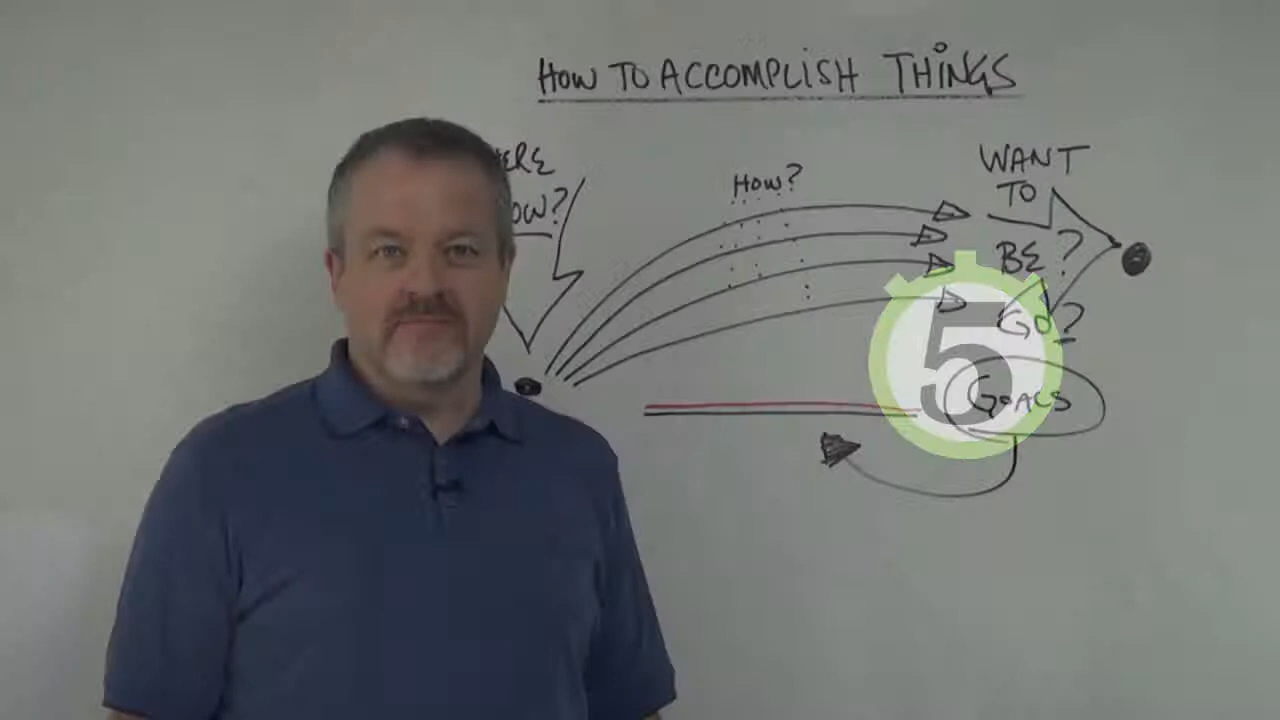 HOW TO ACCOMPLISH THINGS
HOW?
WANT
TO
BE?
GO?
5
GOALS